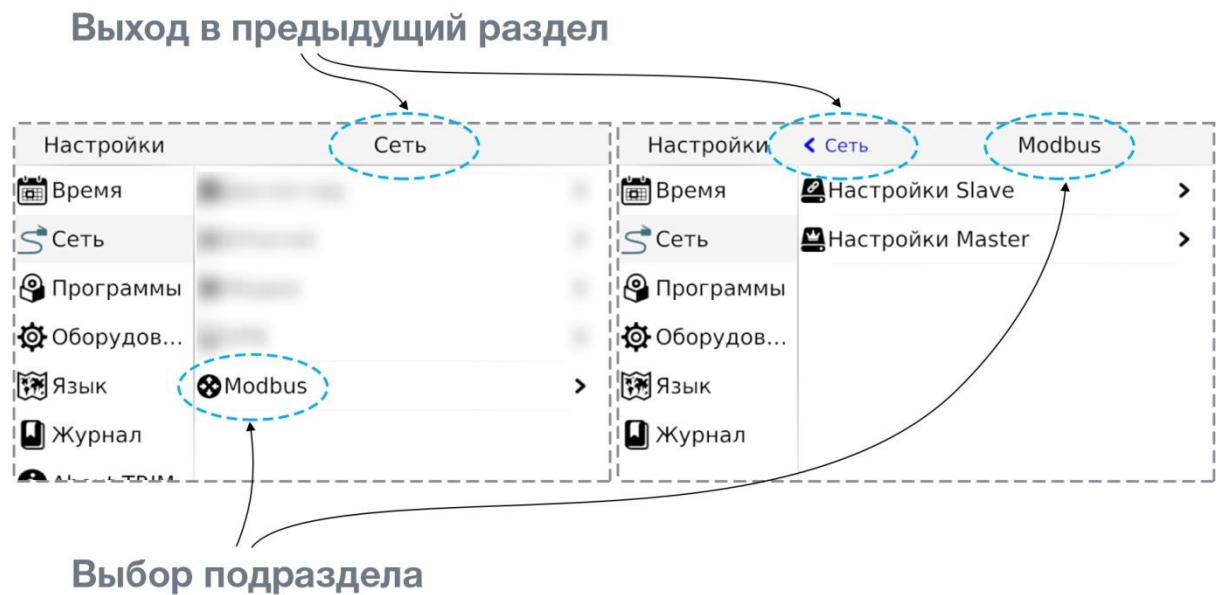 Выход в предыдущий раздел
Настройки
Сеть
Время
Сеть
Программы
Оборудов...
Язык
Modbus
Журнал
Настройки
Сеть
Modbus
Время
Настройки Slave
Сеть
Настройки Master
Программы
Оборудов...
Язык
Журнал
Выбор подраздела